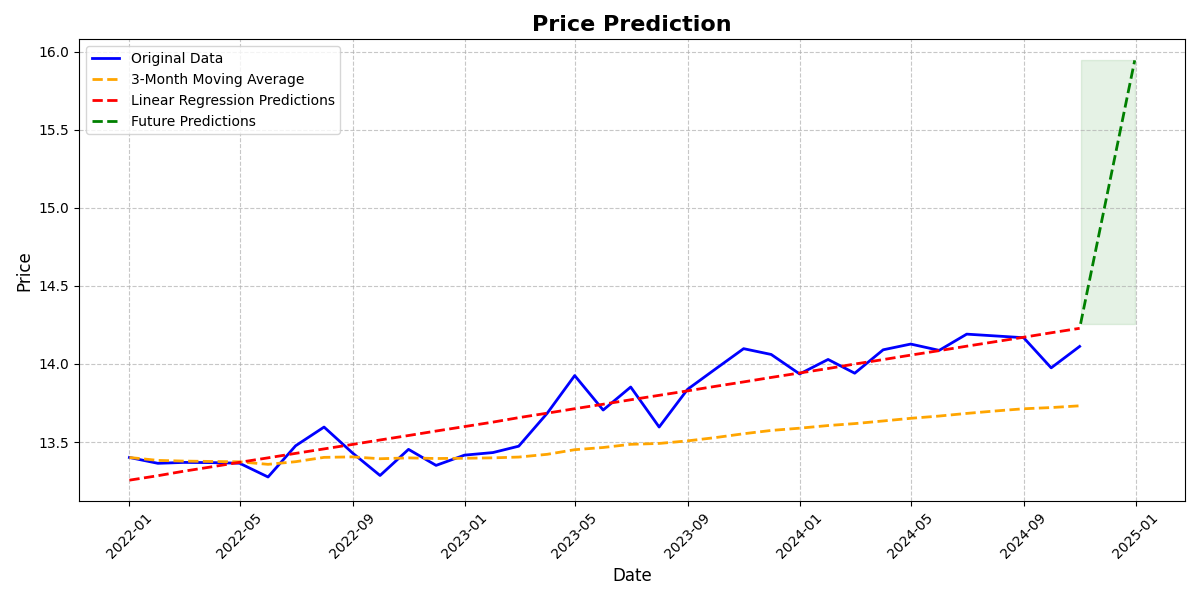 Price Prediction
Original Data
3-Month Moving Average
Linear Regression Predictions
Future Predictions
Price
16.0
15.5
15.0
14.5
14.0
13.5
2022-01
2022-05
2022-09
2023-01
2023-05
2023-09
2024-01
2024-05
2024-09
2025-01
Date